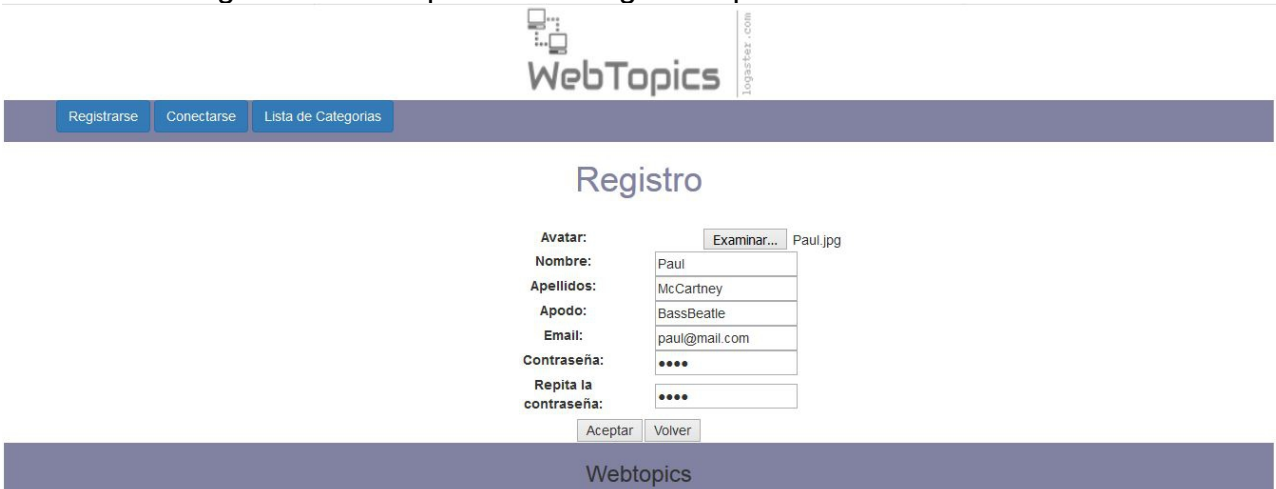 WebTopics
logaster.com
Registrarse Conectarse Lista de Categorias
Registro
Avatar: Examinar... Paul.jpg
Nombre: Paul
Apellidos: McCartney
Apodo: BassBeatle
Email: paul@mail.com
Contraseña: ●●●●
Repita la
contraseña: ●●●●
Aceptar Volver
Webtopics